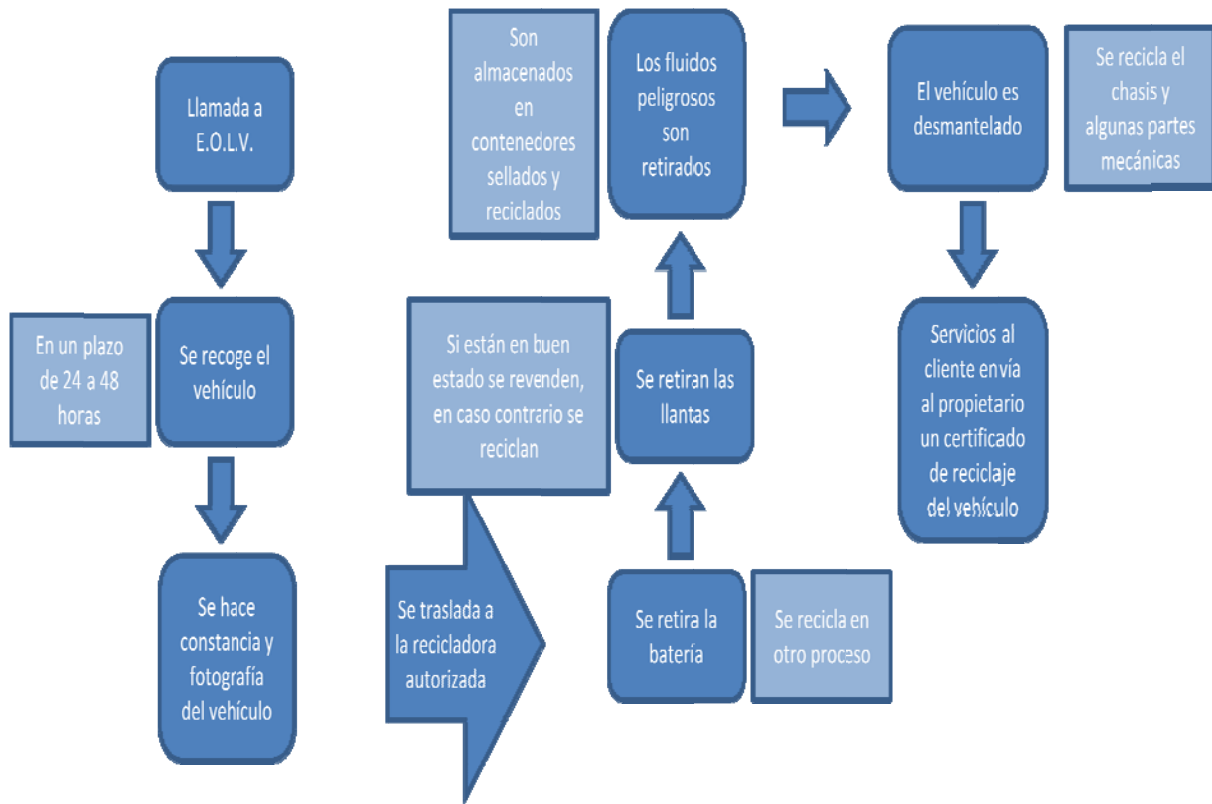 Llamada a
E.O.L.V.
En un plazo
de 24 a 48
horas
Se recoge el
vehículo
Se hace
constancia y
fotografía
del vehículo
Se traslada a
la recicladora
autorizada
Se retira la
batería
Se recicla en
otro proceso
Si están en buen
estado se revenden,
en caso contrario se
reciclan
Se retiran las
llantas
Son
almacenados
en
contenedores
sellados y
reciclados
Los fluidos
peligrosos
son
retirados
El vehículo es
desmantelado
Se recicla el
chasis y
algunas partes
mecánicas
Servicios al
cliente envía
al propietario
un certificado
de reciclaje
del vehículo